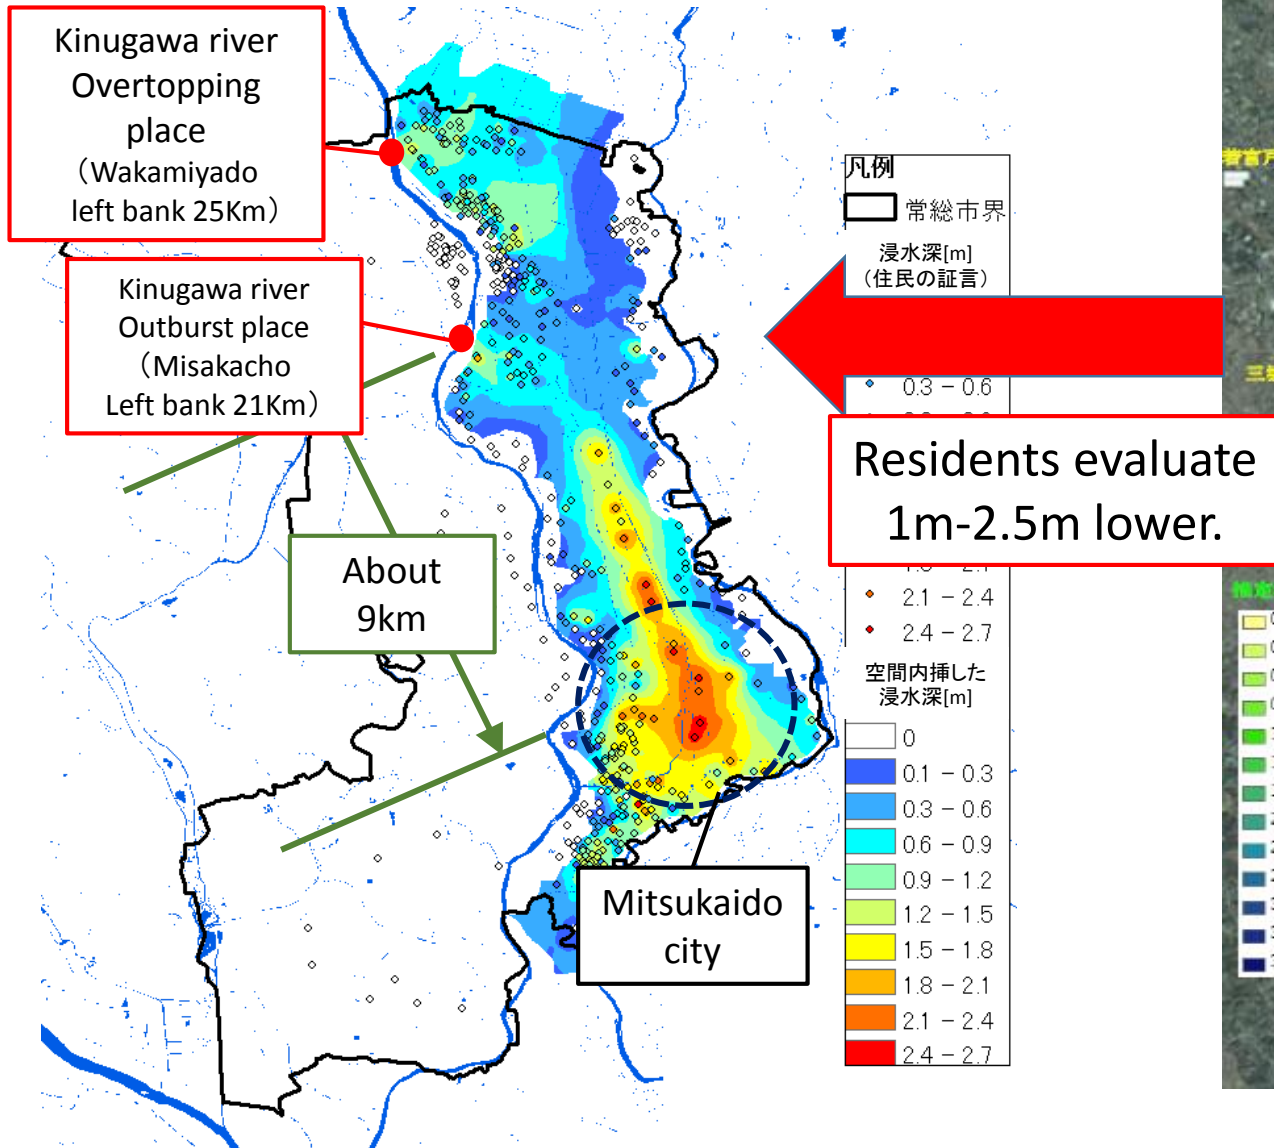 Kinugawa river
Overtopping
place
（Wakamiyado
left bank 25Km）
Kinugawa river
Outburst place
（Misakacho
Left bank 21Km）
About
9km
Mitsukaido
city
凡例
常総市界
浸水深[m]
（住民の証言）
0.3 − 0.6
Residents evaluate
1m-2.5m lower.
2.1 − 2.4
2.4 − 2.7
空間内挿した
浸水深[m]
0
0.1 − 0.3
0.3 − 0.6
0.6 − 0.9
0.9 − 1.2
1.2 − 1.5
1.5 − 1.8
1.8 − 2.1
2.1 − 2.4
2.4 − 2.7